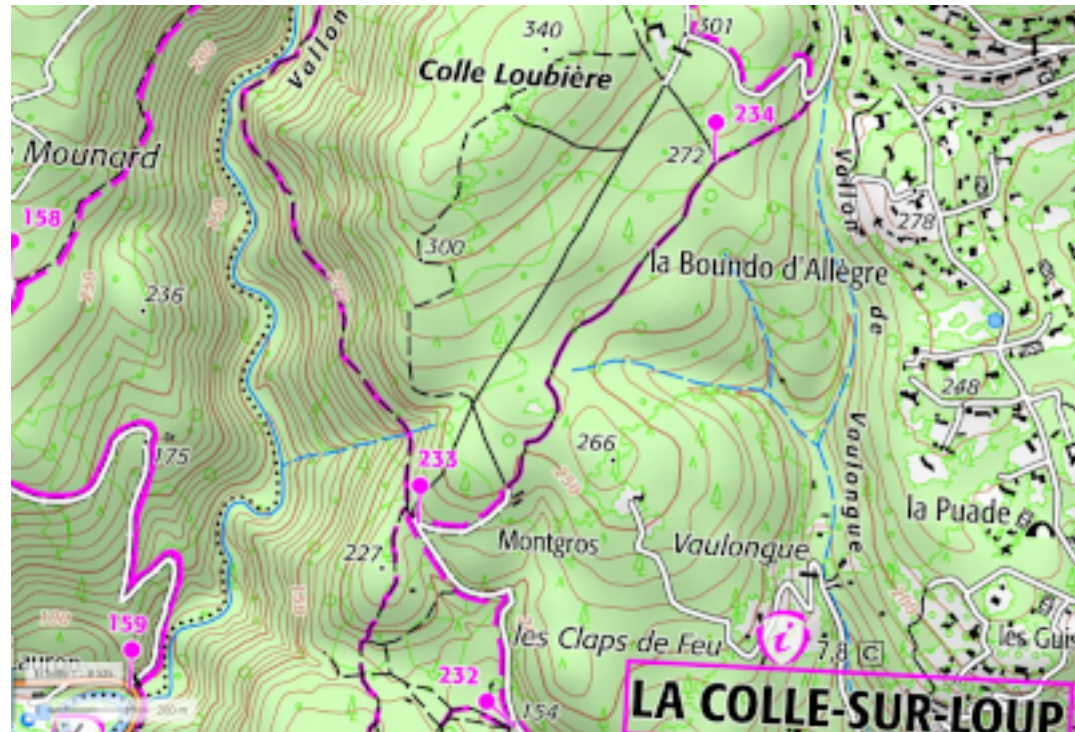 301
340
Vallon
Colle Loubière
234
Mounard
272
Vallon
158
278
300
la Boundo d'Allègre
236
de
248
266
175
233
250
Vaulongue
la Puade
Montgros
Vaulongue
227
159
les Claps de Feu
i
7,8 C
les Guis
232
154
LA COLLE-SUR-LOUP